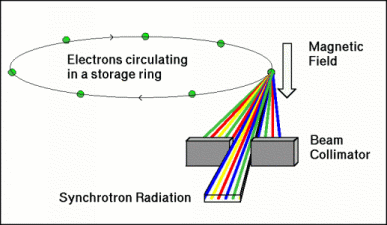 Electrons circulating
in a storage ring
Magnetic
Field
Beam
Collimator
Synchrotron Radiation